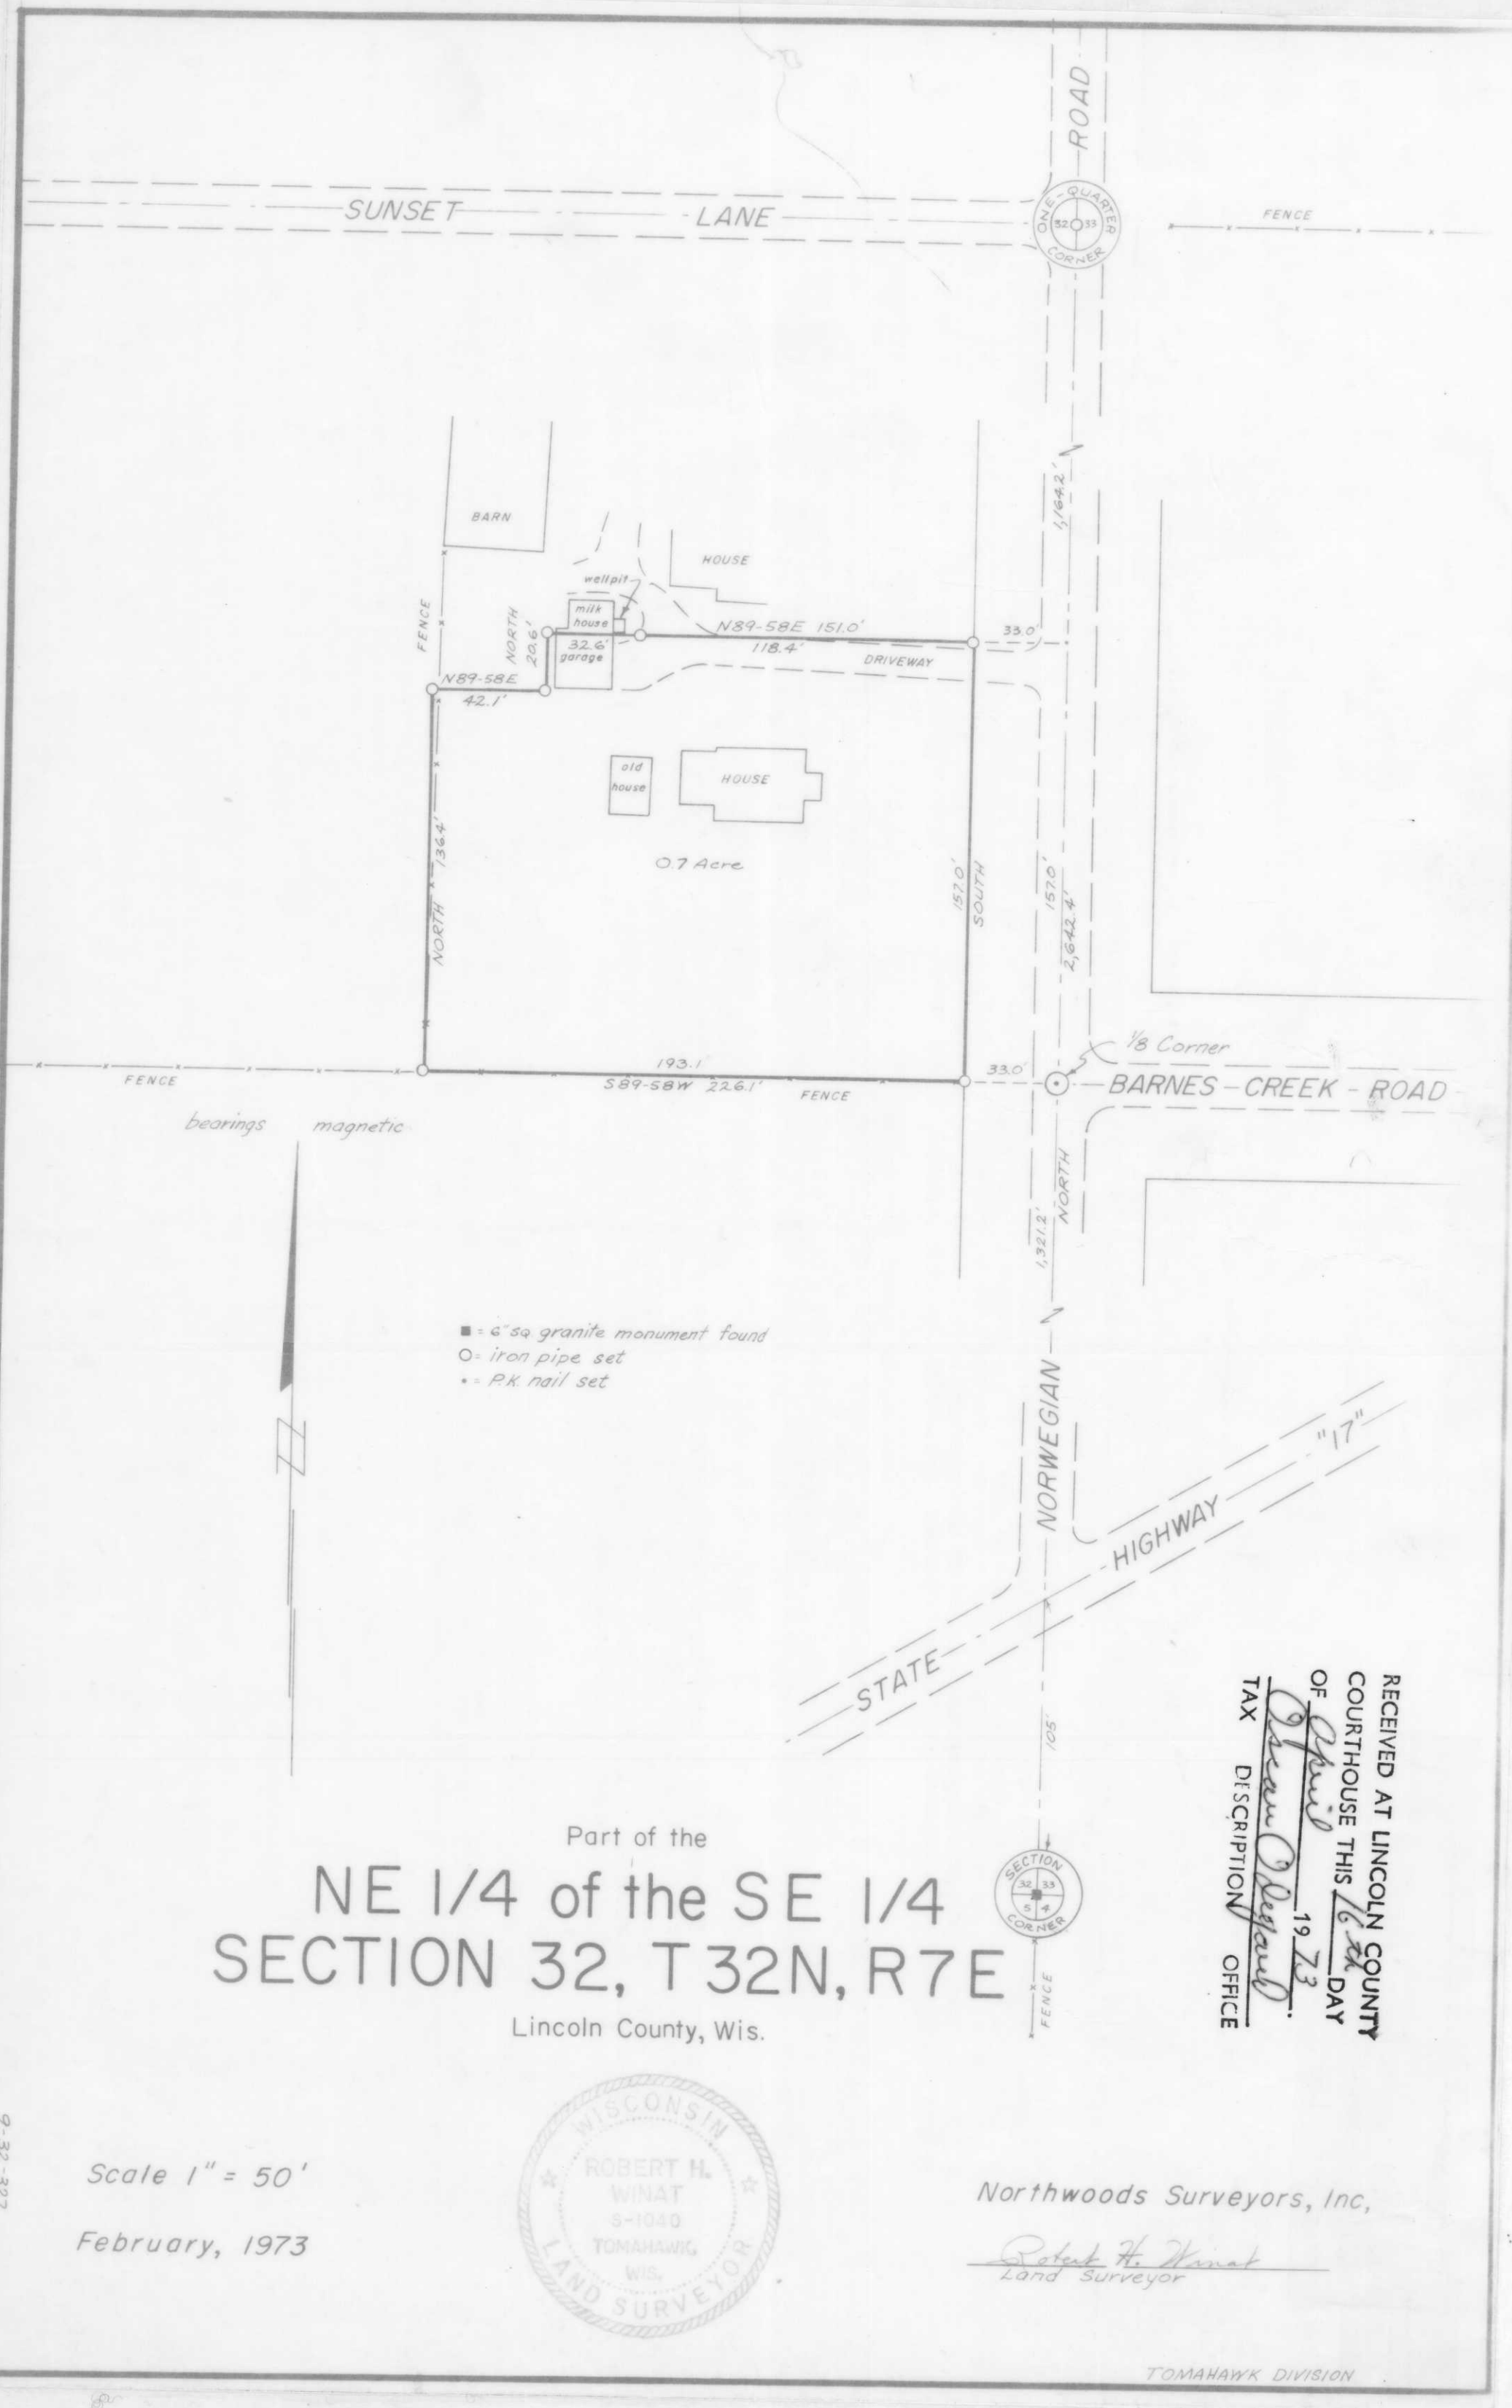 ROAD
SUNSET LANE
ONE-QUARTER CORNER
32 33
FENCE
1,164.2'
BARN
HOUSE
wellpit
milk
house
FENCE
NORTH
20.6'
N89-58E 151.0'
33.0'
32.6'
118.4'
garage
DRIVEWAY
N89-58E
42.1'
old
house
HOUSE
NORTH 136.4'
0.7 Acre
157.0'
SOUTH
157.0'
2,642.4'
1/8 Corner
193.1'
33.0'
FENCE
S89-58W 226.1'
FENCE
BARNES-CREEK-ROAD
bearings magnetic
NORTH
1,321.2'
■ = 6" sq. granite monument found
O = iron pipe set
• = P.K. nail set
N
NORWEGIAN
STATE HIGHWAY "17"
105'
RECEIVED AT LINCOLN COUNTY
COURTHOUSE THIS 16th DAY
OF April 1973.
Oscar Odegard
TAX DESCRIPTION OFFICE
Part of the
NE 1/4 of the SE 1/4
SECTION 32, T32N, R7E
Lincoln County, Wis.
SECTION CORNER
32 33
5 4
FENCE
WISCONSIN
ROBERT H.
WINAT
S-1040
TOMAHAWK,
WIS.
LAND SURVEYOR
Scale 1" = 50'
February, 1973
Northwoods Surveyors, Inc,
Robert H. Winat
Land Surveyor
TOMAHAWK DIVISION